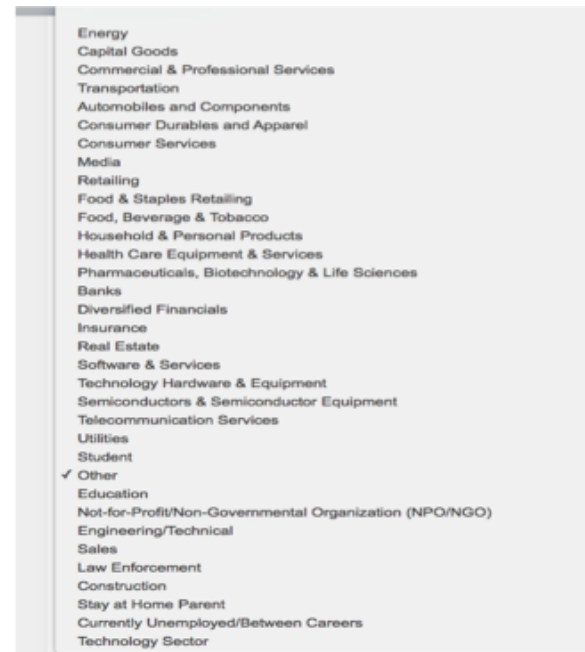 Energy
Capital Goods
Commercial & Professional Services
Transportation
Automobiles and Components
Consumer Durables and Apparel
Consumer Services
Media
Retailing
Food & Staples Retailing
Food, Beverage & Tobacco
Household & Personal Products
Health Care Equipment & Services
Pharmaceuticals, Biotechnology & Life Sciences
Banks
Diversified Financials
Insurance
Real Estate
Software & Services
Technology Hardware & Equipment
Semiconductors & Semiconductor Equipment
Telecommunication Services
Utilities
Student
✓ Other
Education
Not-for-Profit/Non-Governmental Organization (NPO/NGO)
Engineering/Technical
Sales
Law Enforcement
Construction
Stay at Home Parent
Currently Unemployed/Between Careers
Technology Sector